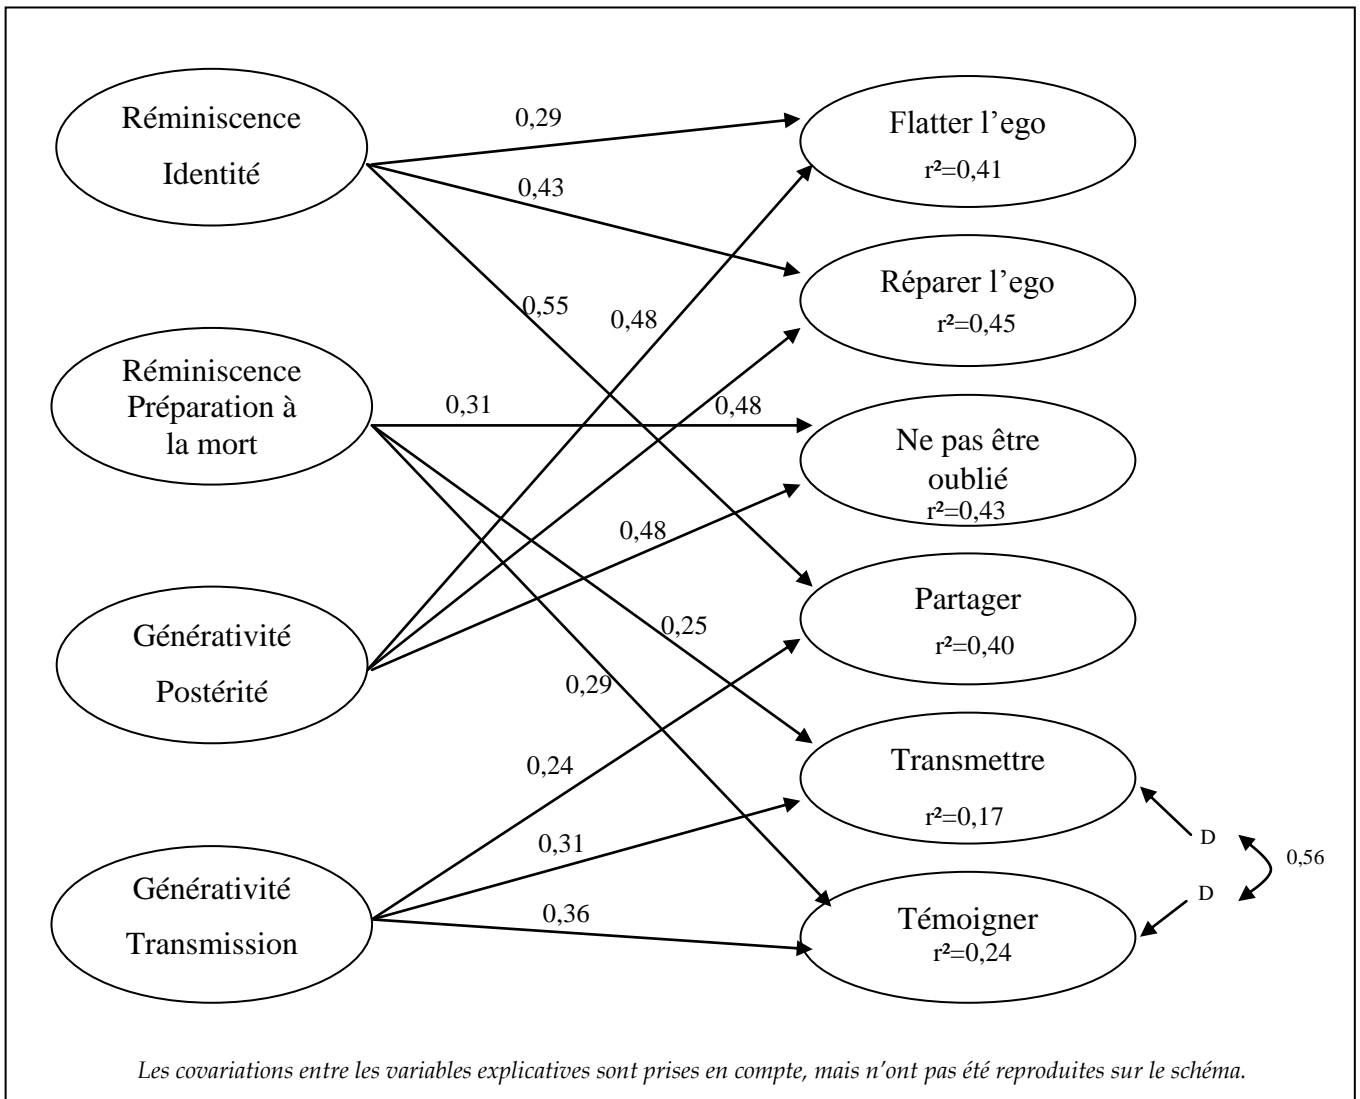 Réminiscence
Identité
Réminiscence
Préparation à
la mort
Générativité
Postérité
Générativité
Transmission
0,29
0,43
0,55
0,48
0,31
0,48
0,48
0,25
0,29
0,24
0,31
0,36
Flatter l’ego
r²=0,41
Réparer l’ego
r²=0,45
Ne pas être
oublié
r²=0,43
Partager
r²=0,40
Transmettre
r²=0,17
Témoigner
r²=0,24
D
D
0,56
Les covariations entre les variables explicatives sont prises en compte, mais n’ont pas été reproduites sur le schéma.